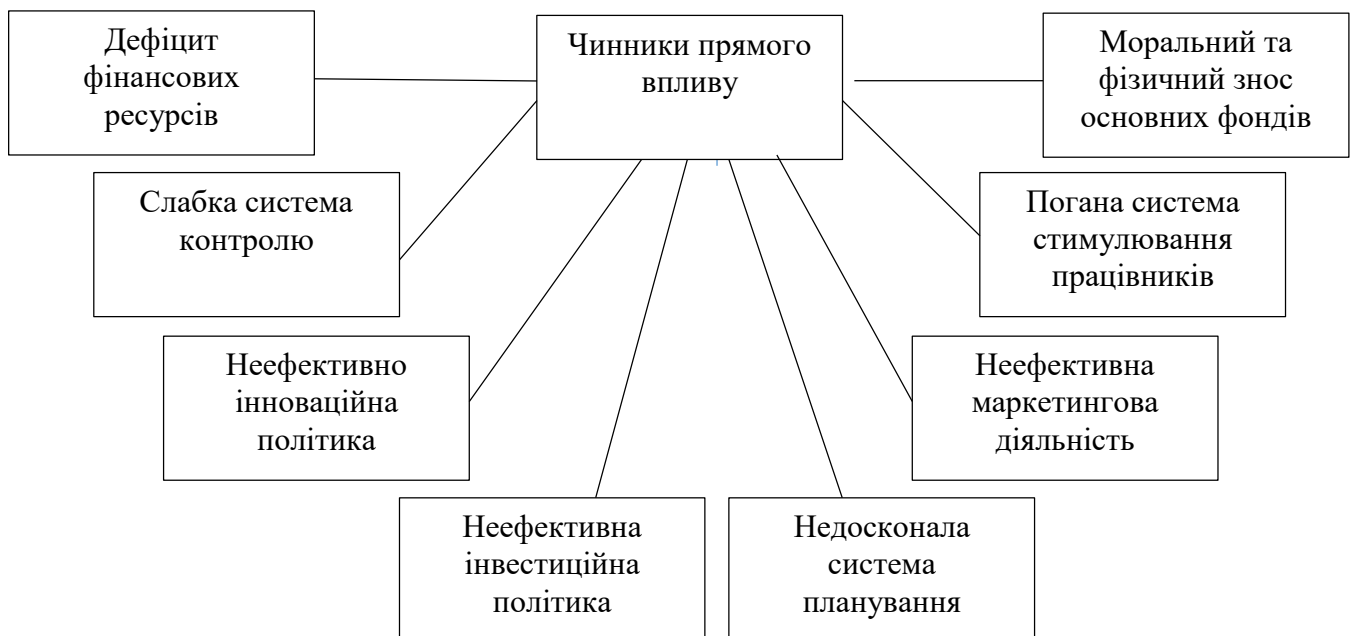 Дефіцит
фінансових
ресурсів
Чинники прямого
впливу
Моральний та
фізичний знос
основних фондів
Слабка система
контролю
Погана система
стимулювання
працівників
Неефективно
інноваційна
політика
Неефективна
маркетингова
діяльність
Неефективна
інвестиційна
політика
Недосконала
система
планування